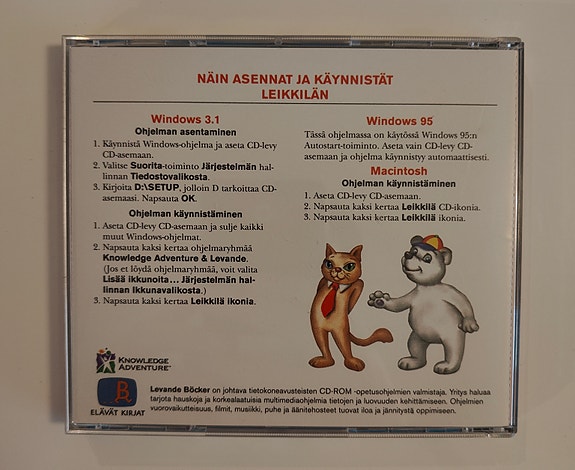 NÄIN ASENNAT JA KÄYNNISTÄT
LEIKKILÄN
Windows 3.1
Ohjelman asentaminen
1. Käynnistä Windows-ohjelma ja aseta CD-levy
CD-asemaan.
2. Valitse Suorita-toiminto Järjestelmän hal-
linnan Tiedostovalikosta.
3. Kirjoita D:\SETUP, jolloin D tarkoittaa CD-
asemaasi. Napsauta OK.
Ohjelman käynnistäminen
1. Aseta CD-levy CD-asemaan ja sulje kaikki
muut Windows-ohjelmat.
2. Napsauta kaksi kertaa ohjelmaryhmää
Knowledge Adventure & Levande.
(Jos et löydä ohjelmaryhmää, voit valita
Lisää ikkunoita... Järjestelmän hal-
linnan Ikkunavalikosta.)
3. Napsauta kaksi kertaa Leikkilä ikonia.
Windows 95
Tässä ohjelmassa on käytössä Windows 95:n
Autostart-toiminto. Aseta vain CD-levy CD-
asemaan ja ohjelma käynnistyy automaattisesti.
Macintosh
Ohjelman käynnistäminen
1. Aseta CD-levy CD-asemaan.
2. Napsauta kaksi kertaa Leikkilä CD-ikonia.
3. Napsauta kaksi kertaa Leikkilä ikonia.
KNOWLEDGE
ADVENTURE
B
ELÄVÄT KIRJAT
Levande Böcker on johtava tietokoneavusteisten CD-ROM -opetusohjelmien valmistaja. Yritys haluaa
tarjota hauskoja ja korkealaatuisia multimediaohjelmia tietojen ja luovuuden kehittämiseen. Ohjelmien
vuorovaikutteisuus, filmit, musiikki, puhe ja äänitehosteet tuovat iloa ja jännitystä oppimiseen.